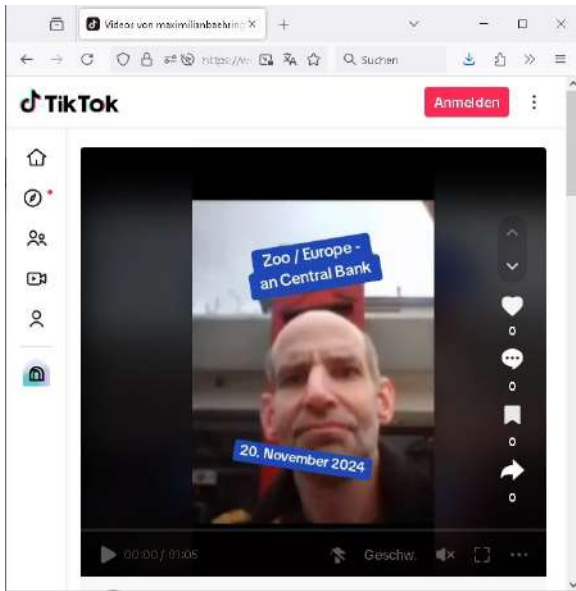 Videos von maximilianbaehring
https://w
Suchen
TikTok
Anmelden
Zoo / Europe -
an Central Bank
20. November 2024
0
0
0
0
00:00 / 01:05
Geschw.